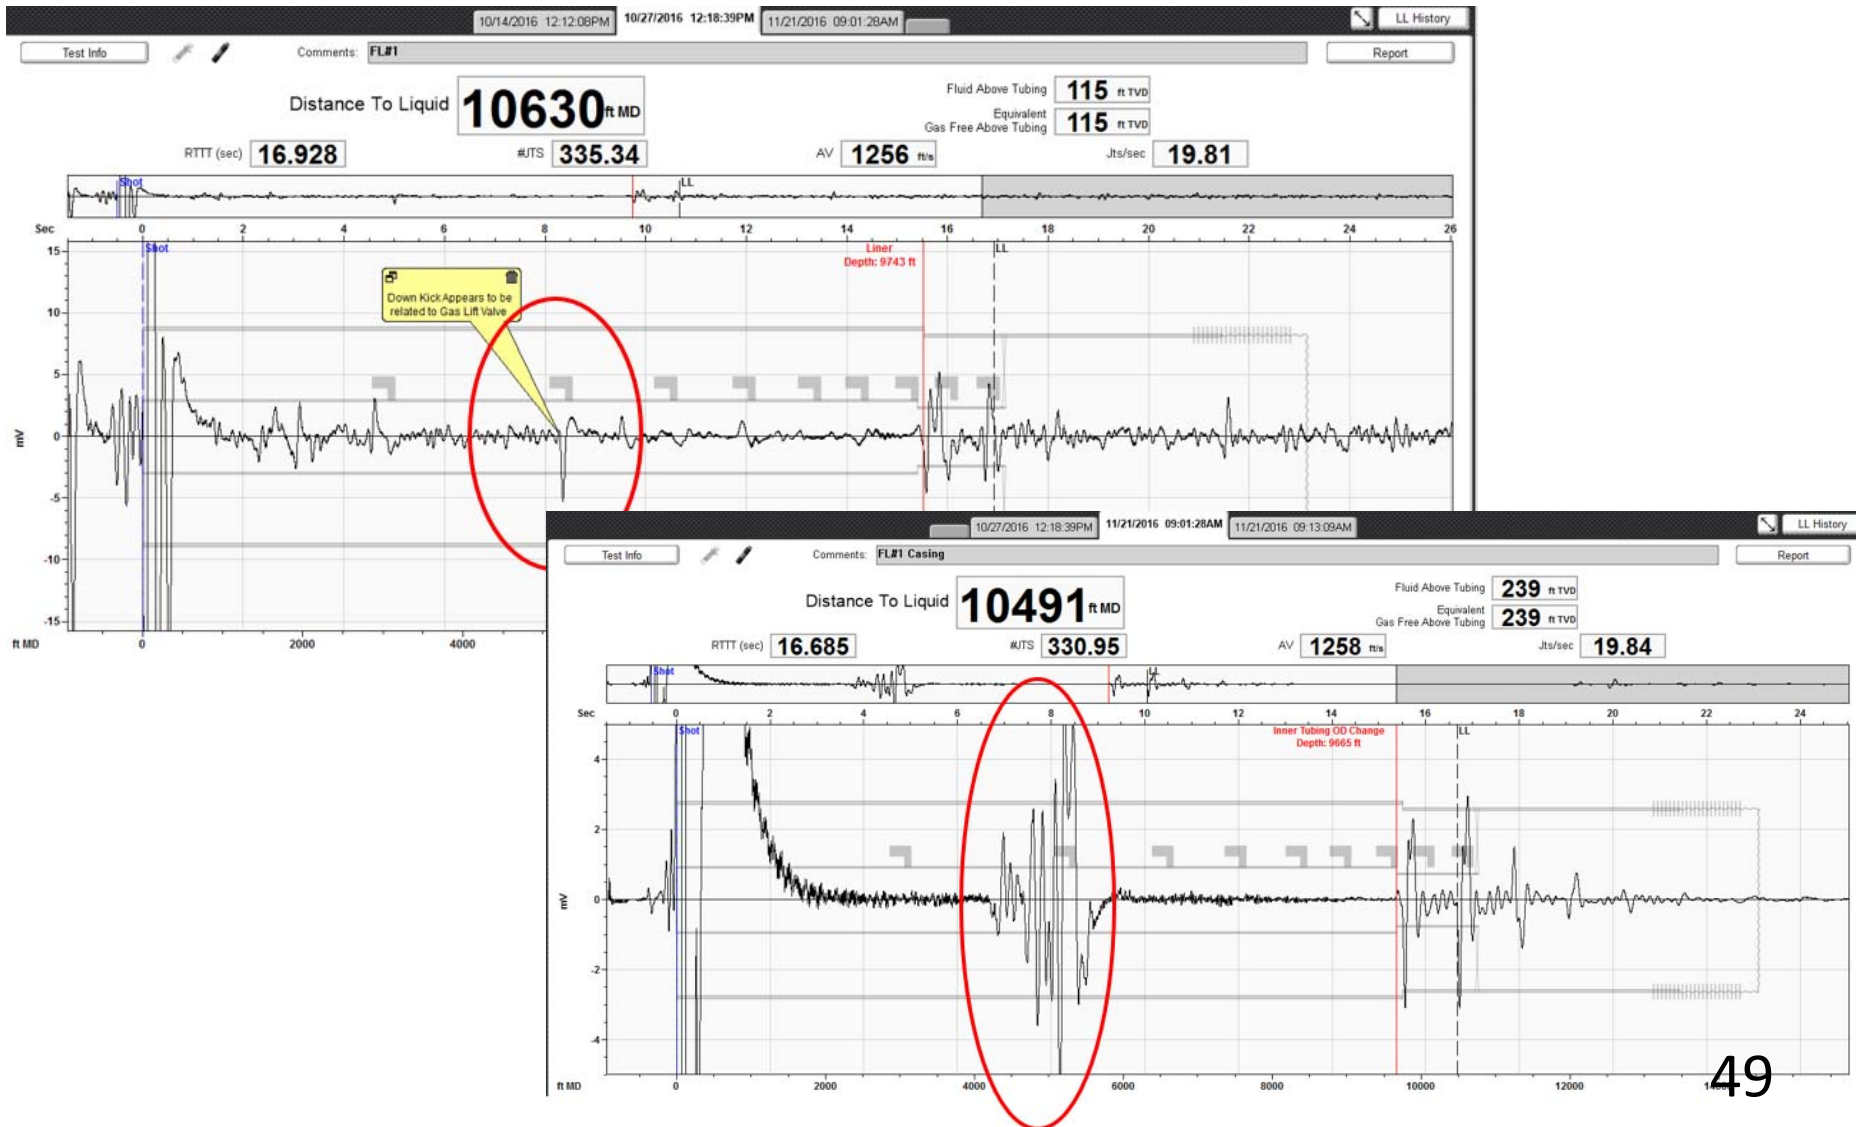 10/14/2016 12:12:08PM 10/27/2016 12:18:39PM 11/21/2016 09:01:28AM LL History
Test Info Comments: FL#1 Report
Distance To Liquid 10630 ft MD
Fluid Above Tubing 115 ft TVD
Equivalent
Gas Free Above Tubing 115 ft TVD
RTTT (sec) 16.928 #JTS 335.34 AV 1256 ft/s Jts/sec 19.81
Shot LL
Sec 0 2 4 6 8 10 12 14 16 18 20 22 24 26
Shot Liner LL
Depth: 9743 ft
15
10
5
0
-5
-10
-15
mV
Down Kick Appears to be
related to Gas Lift Valve
ft MD 0 2000 4000
10/27/2016 12:18:39PM 11/21/2016 09:01:28AM 11/21/2016 09:13:09AM LL History
Test Info Comments: FL#1 Casing Report
Distance To Liquid 10491 ft MD
Fluid Above Tubing 239 ft TVD
Equivalent
Gas Free Above Tubing 239 ft TVD
RTTT (sec) 16.685 #JTS 330.95 AV 1258 ft/s Jts/sec 19.84
Shot
Sec 0 2 4 6 8 10 12 14 16 18 20 22 24
Shot Inner Tubing OD Change LL
Depth: 9665 ft
4
2
0
-2
-4
mV
ft MD 0 2000 4000 6000 8000 10000 12000
49